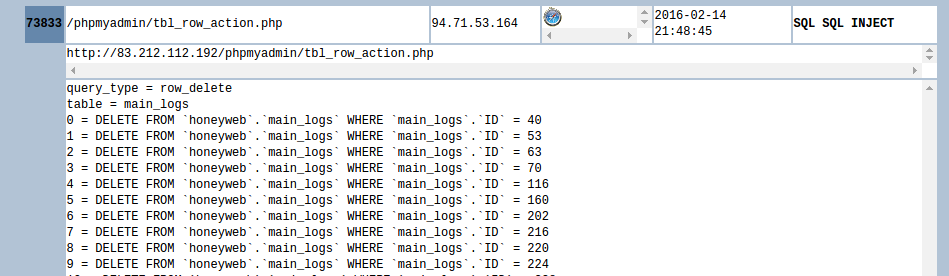 73833 /phpmyadmin/tbl_row_action.php 94.71.53.164 2016-02-14 21:48:45 SQL SQL INJECT
http://83.212.112.192/phpmyadmin/tbl_row_action.php
query_type = row_delete
table = main_logs
0 = DELETE FROM `honeyweb`.`main_logs` WHERE `main_logs`.`ID` = 40
1 = DELETE FROM `honeyweb`.`main_logs` WHERE `main_logs`.`ID` = 53
2 = DELETE FROM `honeyweb`.`main_logs` WHERE `main_logs`.`ID` = 63
3 = DELETE FROM `honeyweb`.`main_logs` WHERE `main_logs`.`ID` = 70
4 = DELETE FROM `honeyweb`.`main_logs` WHERE `main_logs`.`ID` = 116
5 = DELETE FROM `honeyweb`.`main_logs` WHERE `main_logs`.`ID` = 160
6 = DELETE FROM `honeyweb`.`main_logs` WHERE `main_logs`.`ID` = 202
7 = DELETE FROM `honeyweb`.`main_logs` WHERE `main_logs`.`ID` = 216
8 = DELETE FROM `honeyweb`.`main_logs` WHERE `main_logs`.`ID` = 220
9 = DELETE FROM `honeyweb`.`main_logs` WHERE `main_logs`.`ID` = 224